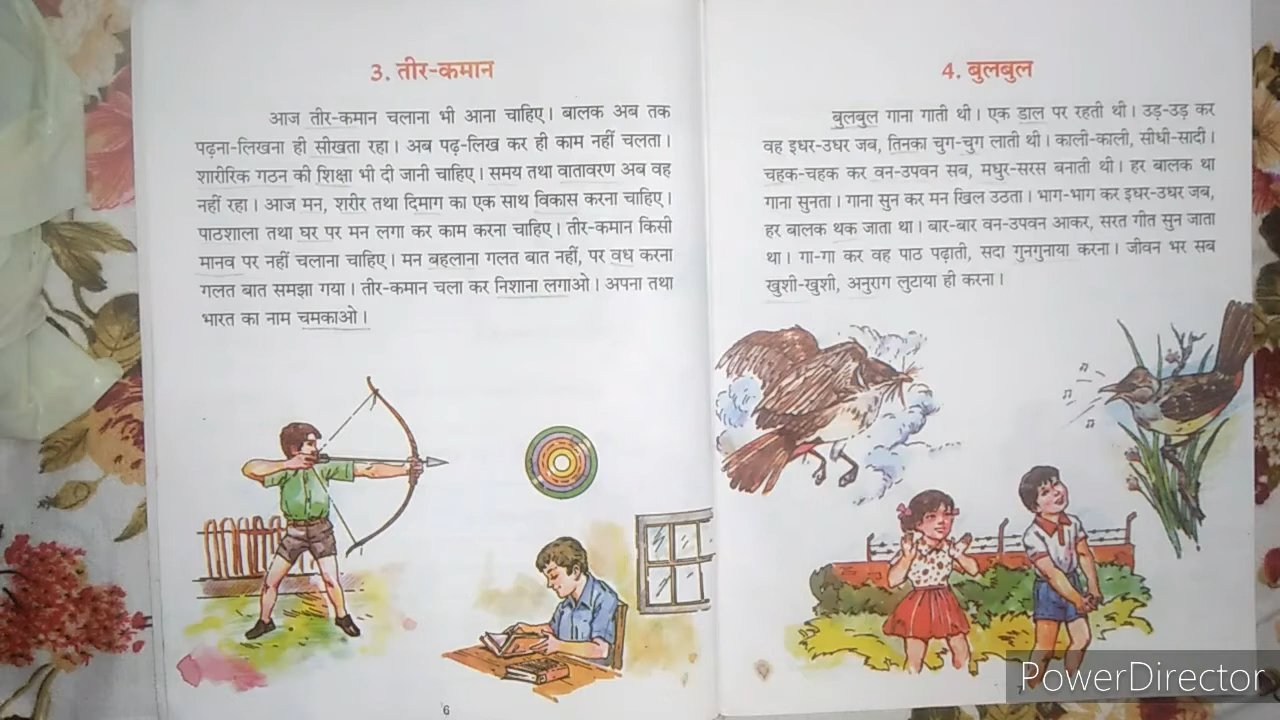 3. तीर-कमान
आज तीर-कमान चलाना भी आना चाहिए। बालक अब तक
पढ़ना-लिखना ही सीखता रहा। अब पढ़-लिख कर ही काम नहीं चलता।
शारीरिक गठन की शिक्षा भी दी जानी चाहिए। समय तथा वातावरण अब वह
नहीं रहा। आज मन, शरीर तथा दिमाग का एक साथ विकास करना चाहिए।
पाठशाला तथा घर पर मन लगा कर काम करना चाहिए। तीर-कमान किसी
मानव पर नहीं चलाना चाहिए। मन बहलाना गलत बात नहीं, पर वध करना
गलत बात समझा गया। तीर-कमान चला कर निशाना लगाओ। अपना तथा
भारत का नाम चमकाओ।
6
4. बुलबुल
बुलबुल गाना गाती थी। एक डाल पर रहती थी। उड़-उड़ कर
वह इधर-उधर जब, तिनका चुग-चुग लाती थी। काली-काली, सीधी-सादी।
चहक-चहक कर वन-उपवन सब, मधुर-सरस बनाती थी। हर बालक था
गाना सुनता। गाना सुन कर मन खिल उठता। भाग-भाग कर इधर-उधर जब,
हर बालक थक जाता था। बार-बार वन-उपवन आकर, सरत गीत सुन जाता
था। गा-गा कर वह पाठ पढ़ाती, सदा गुनगुनाया करना। जीवन भर सब
खुशी-खुशी, अनुराग लुटाया ही करना।
PowerDirector